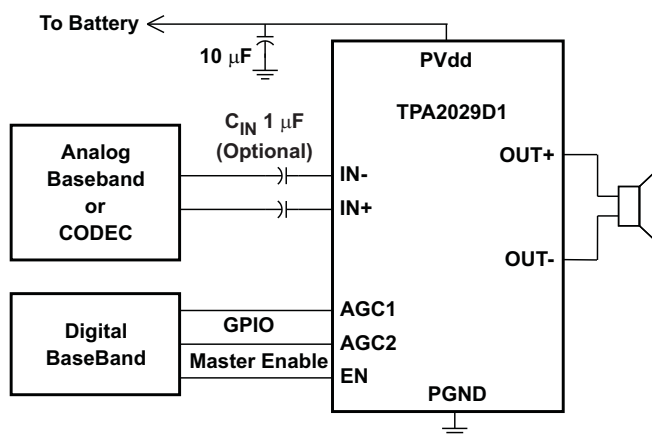 To Battery
10 μF
PVdd
TPA2029D1
C_IN 1 μF
(Optional)
Analog
Baseband
or
CODEC
IN-
IN+
OUT+
OUT-
Digital
BaseBand
GPIO
Master Enable
AGC1
AGC2
EN
PGND